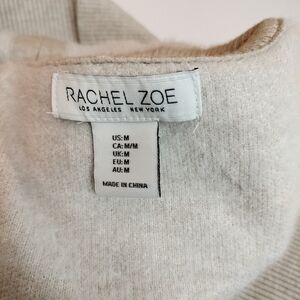 RACHEL ZOE
LOS ANGELES NEW YORK
US: M
CA: M/M
UK: M
EU: M
AU: M
MADE IN CHINA